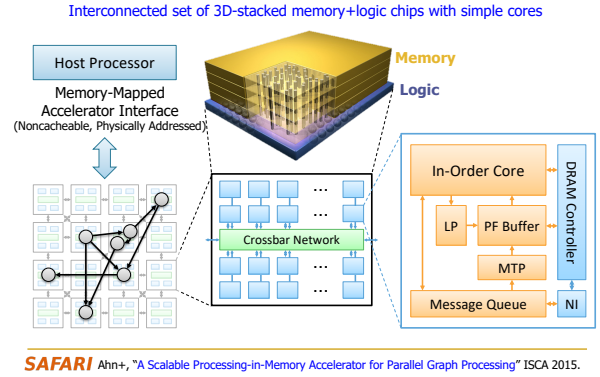 Interconnected set of 3D-stacked memory+logic chips with simple cores
Host Processor
Memory-Mapped
Accelerator Interface
(Noncacheable, Physically Addressed)
Memory
Logic
...
...
Crossbar Network
...
...
In-Order Core
LP
PF Buffer
MTP
Message Queue
DRAM Controller
NI
SAFARI Ahn+, “A Scalable Processing-in-Memory Accelerator for Parallel Graph Processing” ISCA 2015.